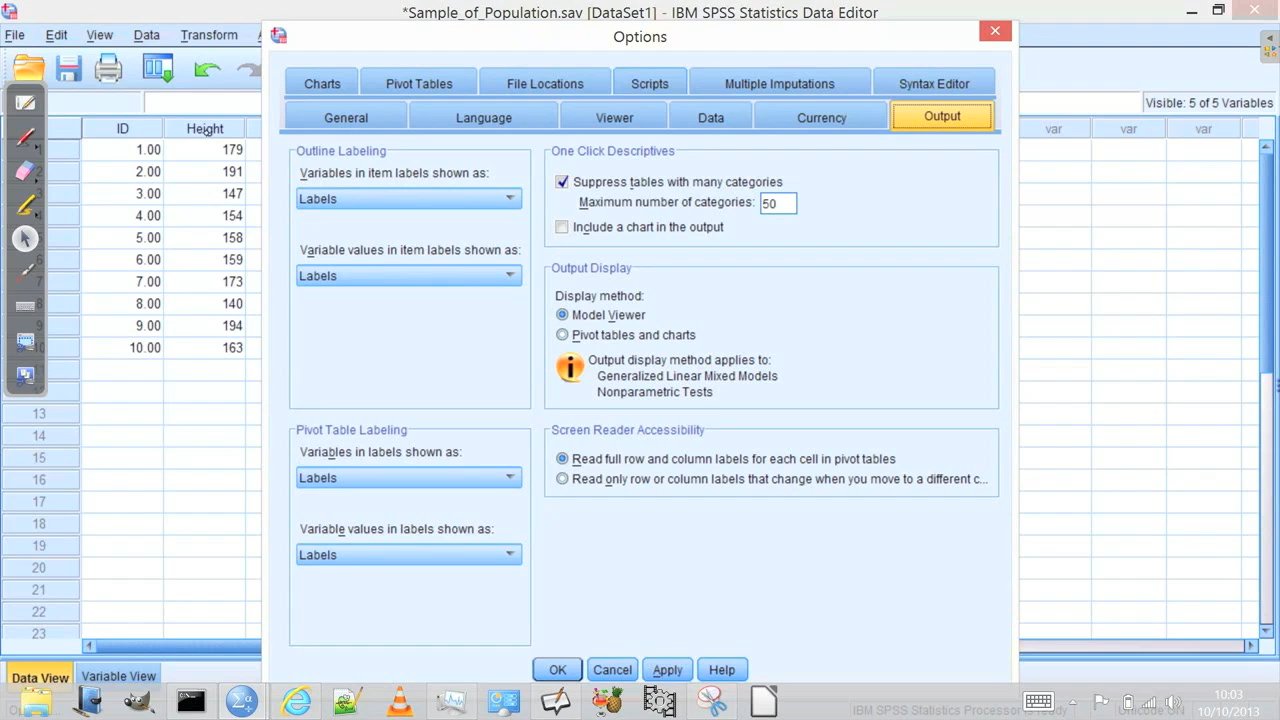 *Sample_of_Population.sav [DataSet1] - IBM SPSS Statistics Data Editor
File Edit View Data Transform
Options
Charts Pivot Tables File Locations Scripts Multiple Imputations Syntax Editor
General Language Viewer Data Currency Output
Visible: 5 of 5 Variables
ID Height var var var
1.00 179
2.00 191
3.00 147
4.00 154
5.00 158
6.00 159
7.00 173
8.00 140
9.00 194
10.00 163
13
14
15
16
17
18
19
20
21
22
23
Outline Labeling
Variables in item labels shown as:
Labels
Variable values in item labels shown as:
Labels
Pivot Table Labeling
Variables in labels shown as:
Labels
Variable values in labels shown as:
Labels
One Click Descriptives
Suppress tables with many categories
Maximum number of categories: 50
Include a chart in the output
Output Display
Display method:
Model Viewer
Pivot tables and charts
Output display method applies to:
Generalized Linear Mixed Models
Nonparametric Tests
Screen Reader Accessibility
Read full row and column labels for each cell in pivot tables
Read only row or column labels that change when you move to a different c...
OK Cancel Apply Help
Data View Variable View
IBM SPSS Statistics Processor is ready
10:03
10/10/2013